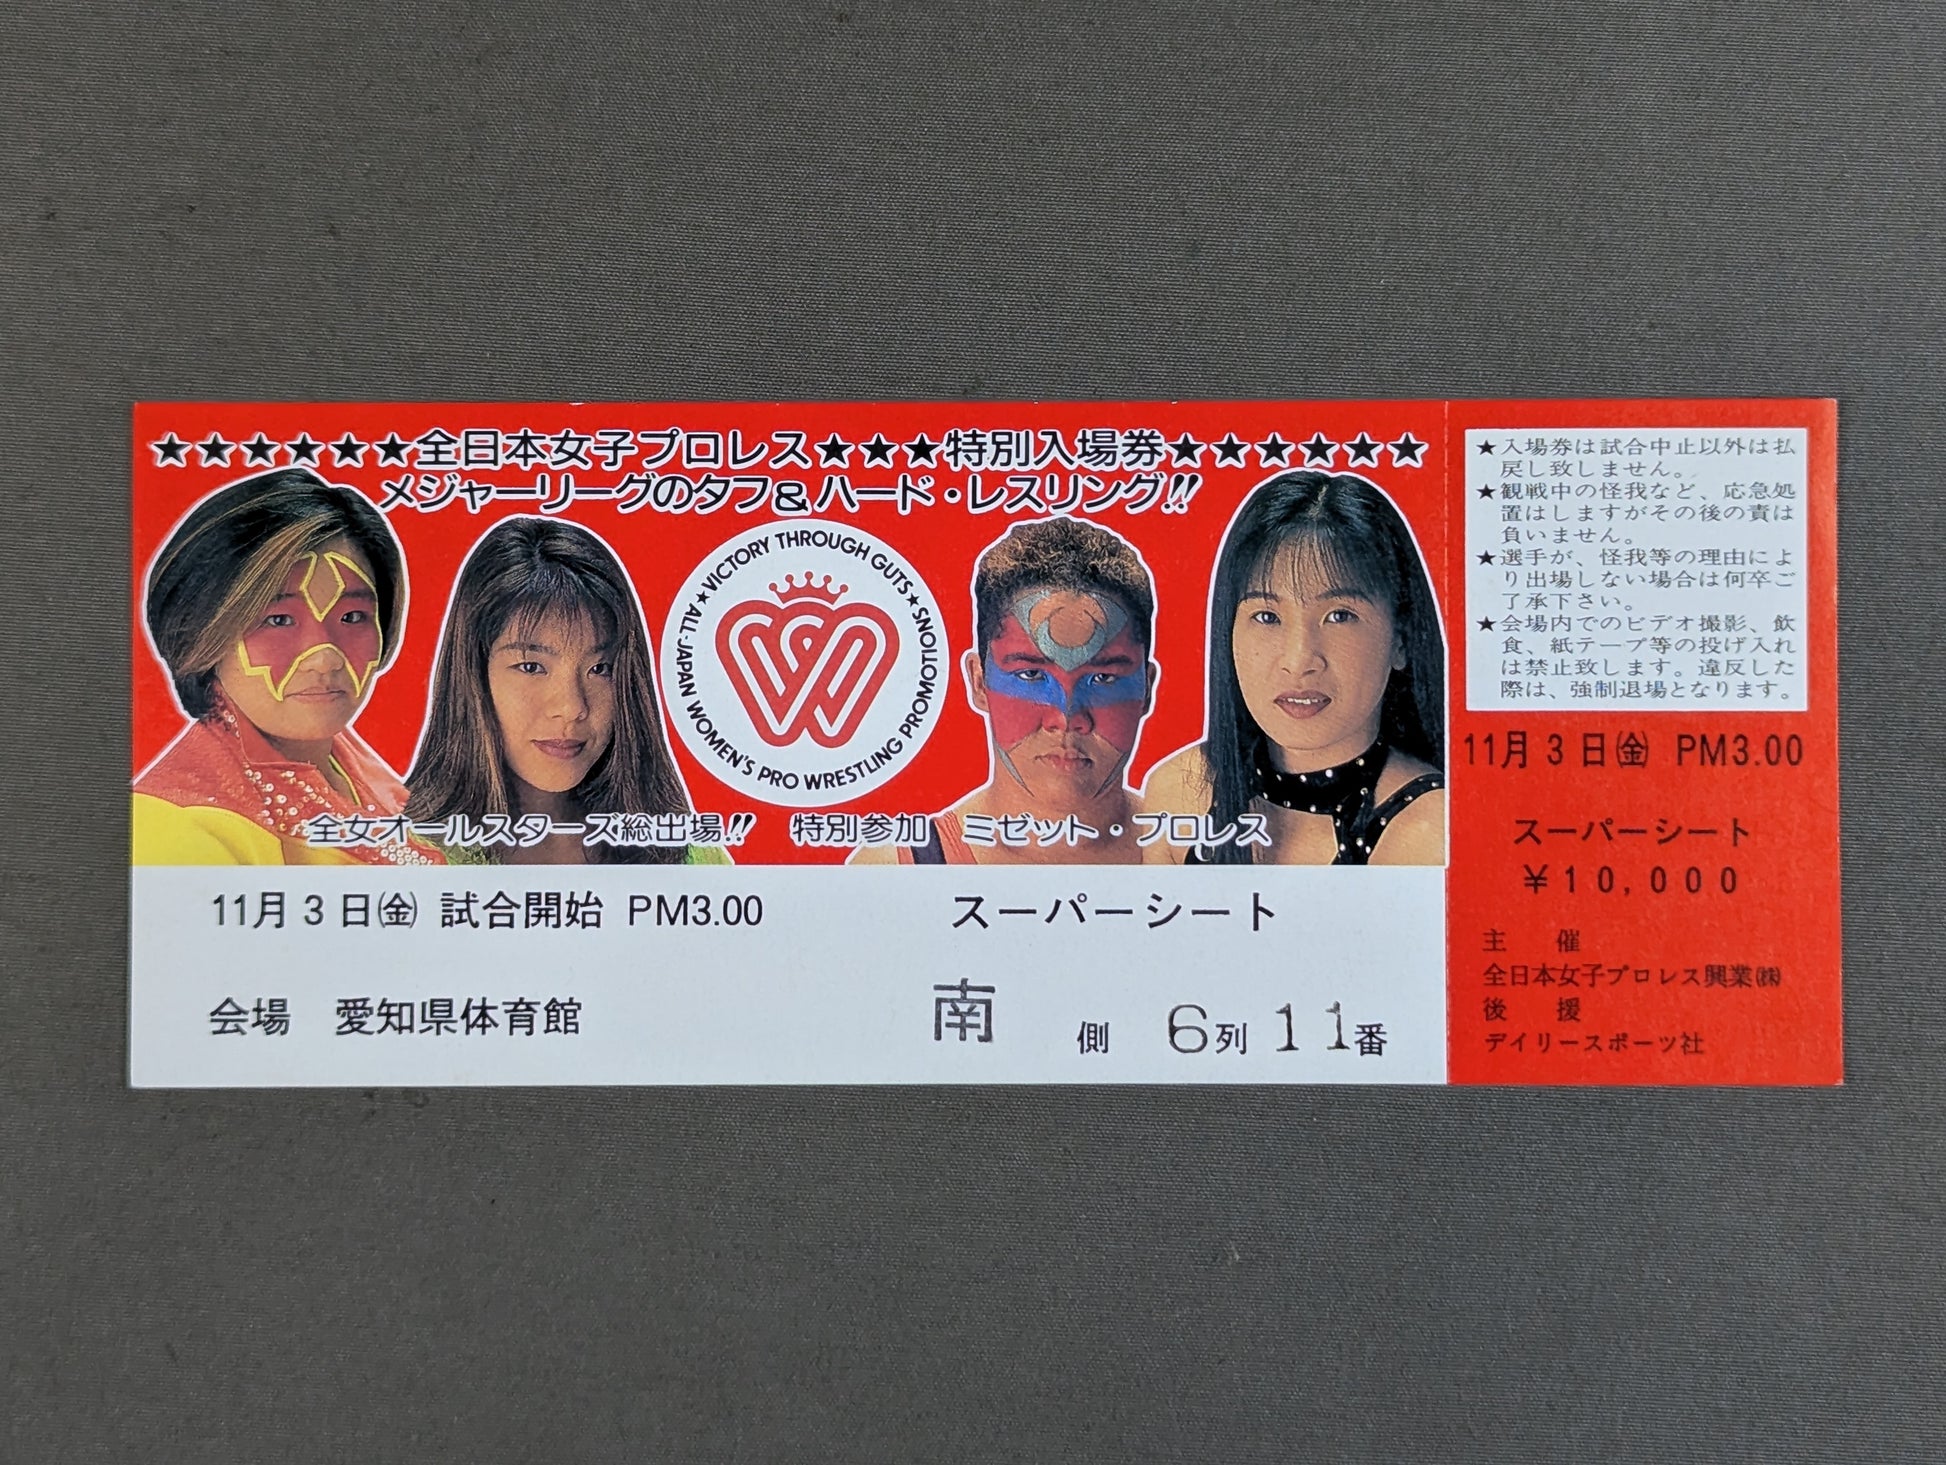 ★★★★★★全日本女子プロレス★★★特別入場券★★★★★★
メジャーリーグのタフ&ハード・レスリング!!
★VICTORY THROUGH GUTS★
ALL-JAPAN WOMEN'S PRO WRESTLING PROMOTIONS
全女オールスターズ総出場!! 特別参加 ミゼット・プロレス
11月3日㈮ 試合開始 PM3.00
スーパーシート
会場 愛知県体育館
南側 6列 11番
★入場券は試合中止以外は払
戻し致しません。
★観戦中の怪我など、応急処
置はしますがその後の責は
負いません。
★選手が、怪我等の理由によ
り出場しない場合は何卒ご
了承下さい。
★会場内でのビデオ撮影、飲
食、紙テープ等の投げ入れ
は禁止致します。違反した
際は、強制退場となります。
11月3日㈮ PM3.00
スーパーシート
¥10,000
主 催
全日本女子プロレス興業㈱
後 援
デイリースポーツ社